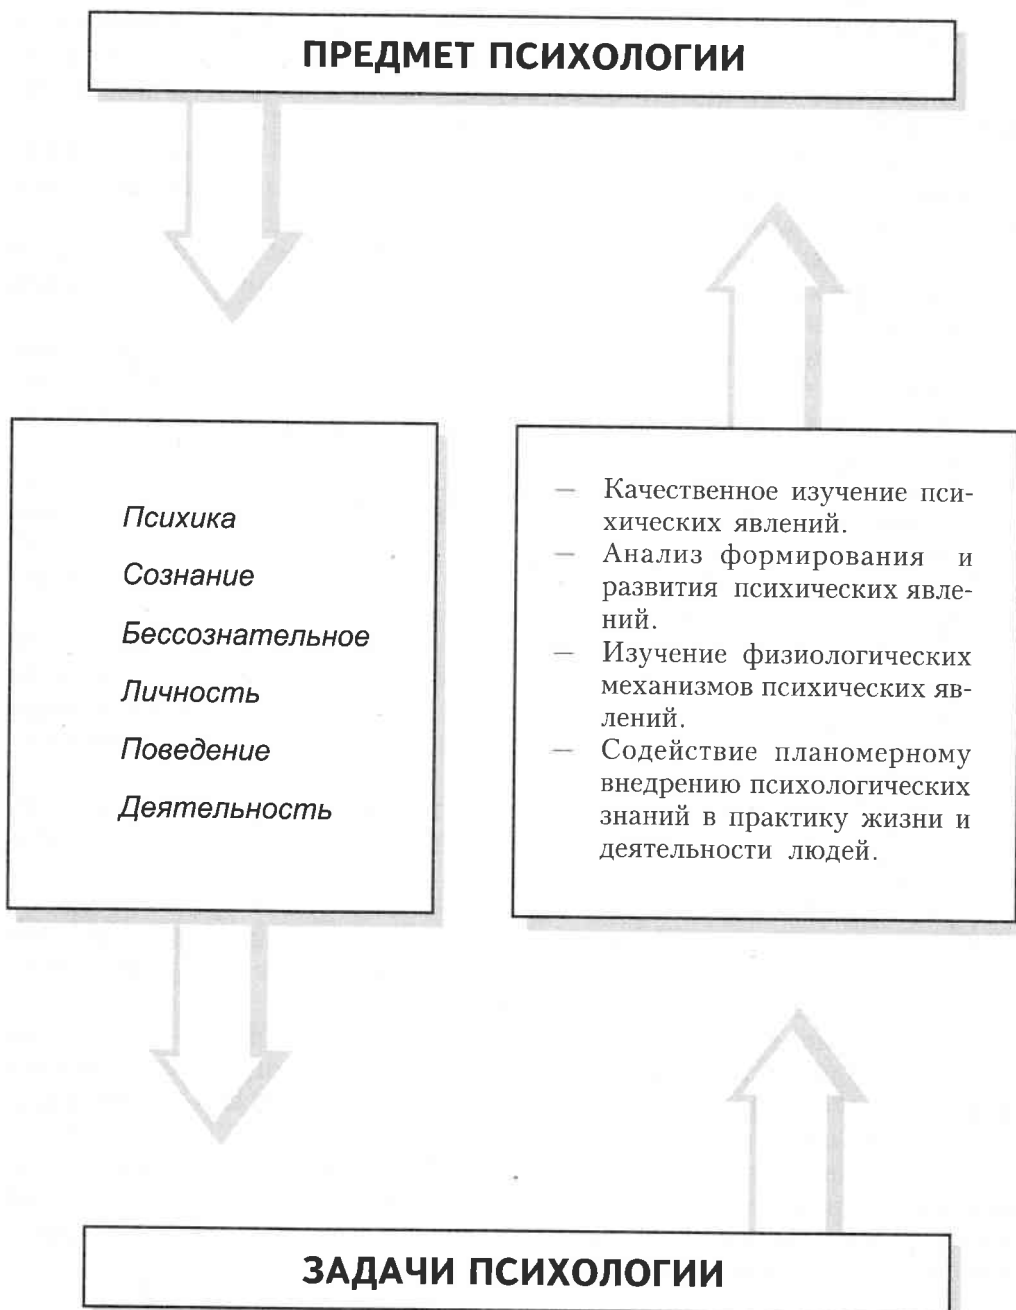 ПРЕДМЕТ ПСИХОЛОГИИ
Психика
Сознание
Бессознательное
Личность
Поведение
Деятельность
— Качественное изучение пси-
хических явлений.
— Анализ формирования и
развития психических явле-
ний.
— Изучение физиологических
механизмов психических яв-
лений.
— Содействие планомерному
внедрению психологических
знаний в практику жизни и
деятельности людей.
ЗАДАЧИ ПСИХОЛОГИИ